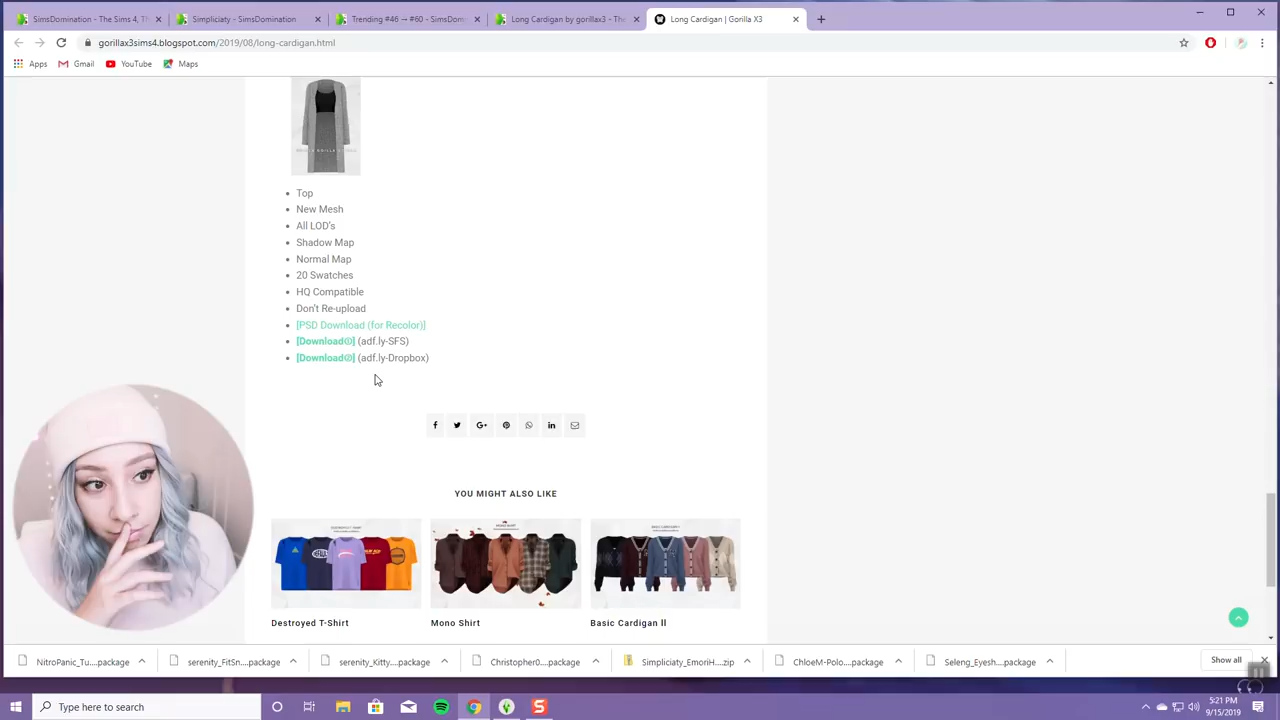 SimsDomination - The Sims 4, T
Simpliciaty - SimsDomination
Trending #46 → #60 - SimsDom
Long Cardigan by gorillax3 - The
Long Cardigan | Gorilla X3
gorillax3sims4.blogspot.com/2019/08/long-cardigan.html
Apps
Gmail
YouTube
Maps
Top
New Mesh
All LOD's
Shadow Map
Normal Map
20 Swatches
HQ Compatible
Don't Re-upload
[PSD Download (for Recolor)]
[Download①] (adf.ly-SFS)
[Download②] (adf.ly-Dropbox)
YOU MIGHT ALSO LIKE
Destroyed T-Shirt
Mono Shirt
Basic Cardigan ll
NitroPanic_Tu....package
serenity_FitSn....package
serenity_Kitty....package
Christopher0....package
Simpliciaty_EmoriH....zip
ChloeM-Polo....package
Seleng_Eyesh....package
Show all
Type here to search
5:21 PM
9/15/2019